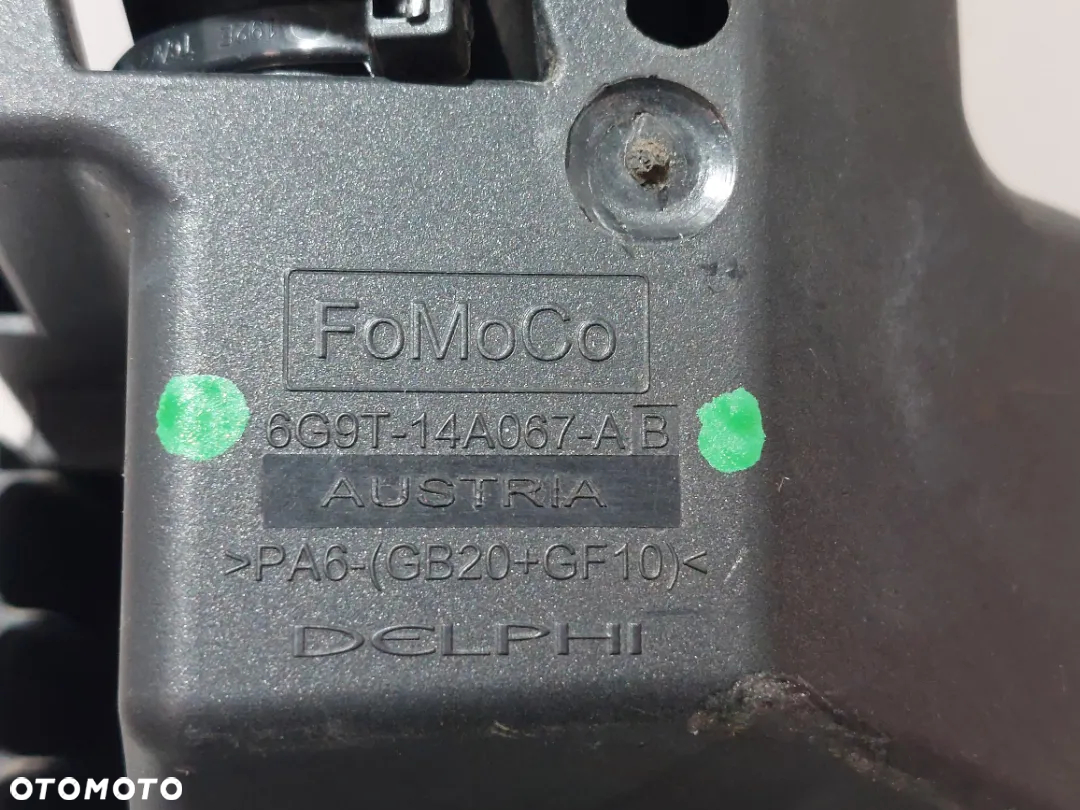 FoMoCo
6G9T-14A067-AB
AUSTRIA
>PA6-(GB20+GF10)<
DELPHI
OTOMOTO